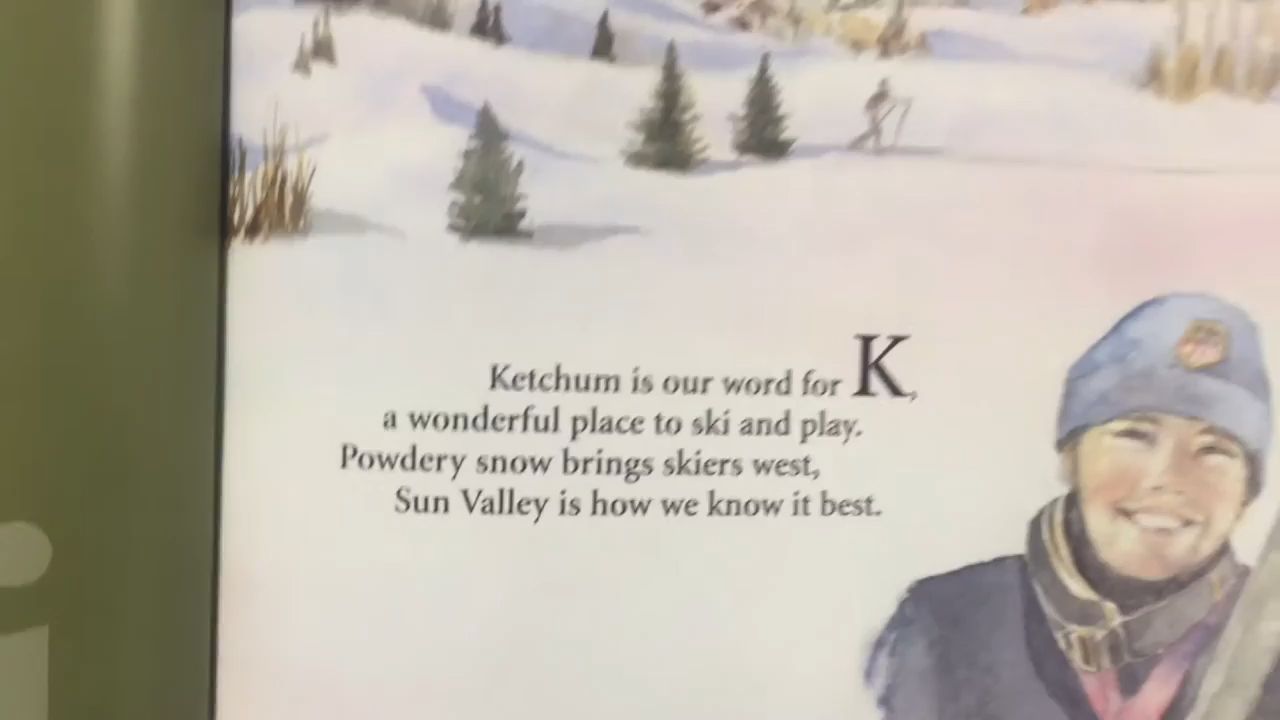 Ketchum is our word for K,
a wonderful place to ski and play.
Powdery snow brings skiers west,
Sun Valley is how we know it best.